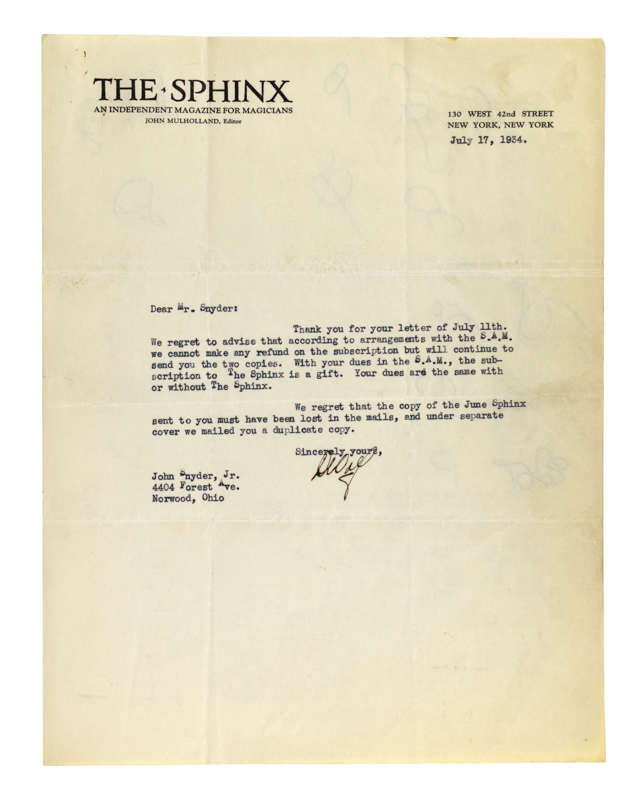 THE SPHINX
AN INDEPENDENT MAGAZINE FOR MAGICIANS
JOHN MULHOLLAND, Editor
130 WEST 42nd STREET
NEW YORK, NEW YORK
July 17, 1934.
Dear Mr. Snyder:
Thank you for your letter of July 11th.
We regret to advise that according to arrangements with the S.A.M.
we cannot make any refund on the subscription but will continue to
send you the two copies. With your dues in the S.A.M., the sub-
scription to The Sphinx is a gift. Your dues are the same with
or without The Sphinx.
We regret that the copy of the June Sphinx
sent to you must have been lost in the mails, and under separate
cover we mailed you a duplicate copy.
Sincerely yours,
John Snyder, Jr.
4404 Forest Ave.
Norwood, Ohio